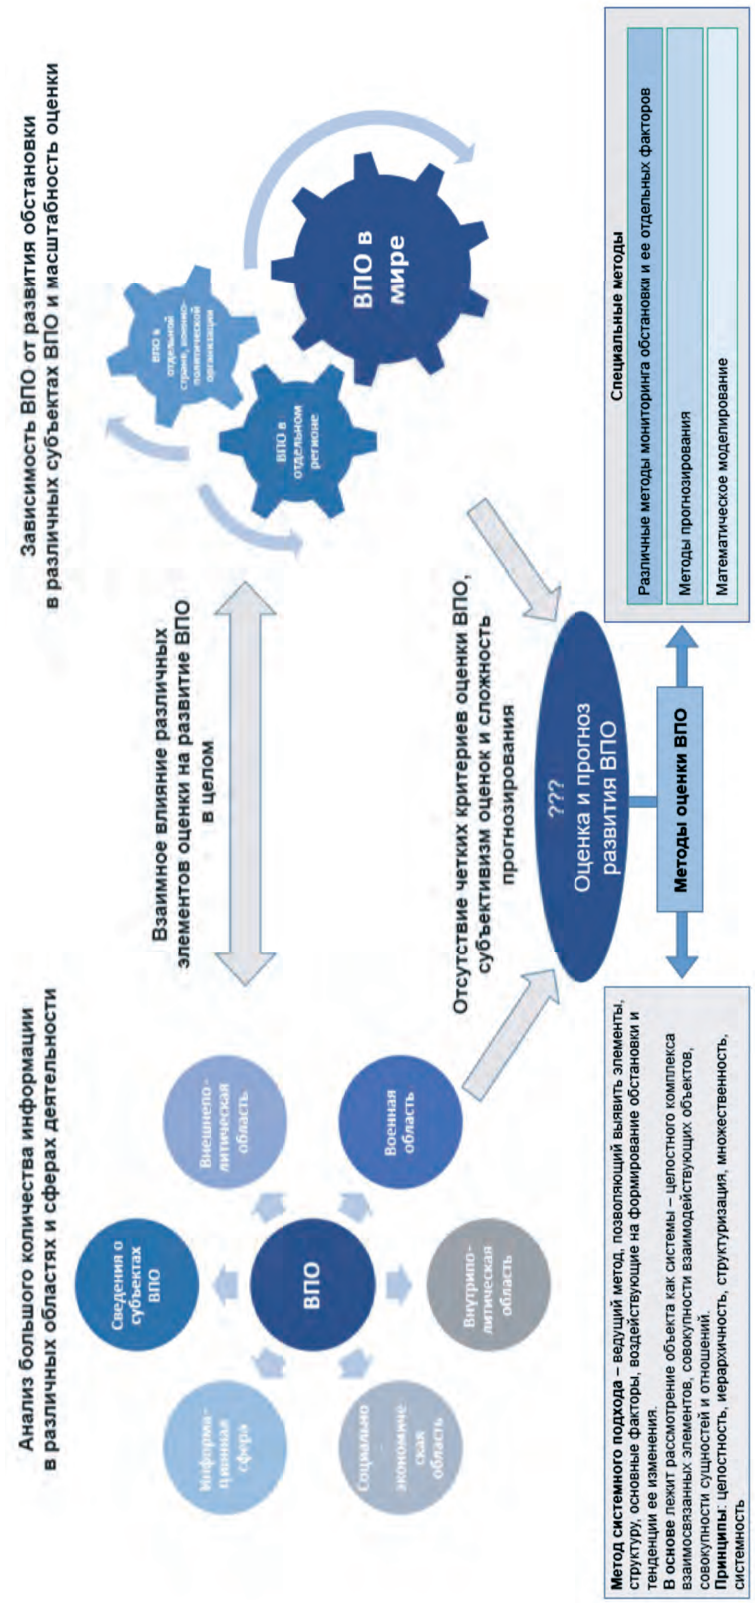 Анализ большого количества информации
в различных областях и сферах деятельности
Зависимость ВПО от развития обстановки
в различных субъектах ВПО и масштабность оценки
Сведения о
субъектах
ВПО
Информа-
ционная
сфера
Внешнепо-
литическая
область
ВПО
Социально
-
экономиче
ская
область
Военная
область
Внутрипо-
литическая
область
Взаимное влияние различных
элементов оценки на развитие ВПО
в целом
ВПО в
отдельной
стране, военно-
политической
организации
ВПО в
отдельном
регионе
ВПО в
мире
Отсутствие четких критериев оценки ВПО,
субъективизм оценок и сложность
прогнозирования
???
Оценка и прогноз
развития ВПО
Методы оценки ВПО
Метод системного подхода – ведущий метод, позволяющий выявить элементы,
структуру, основные факторы, воздействующие на формирование обстановки и
тенденции ее изменения.
В основе лежит рассмотрение объекта как системы – целостного комплекса
взаимосвязанных элементов, совокупности взаимодействующих объектов,
совокупности сущностей и отношений.
Принципы: целостность, иерархичность, структуризация, множественность,
системность
Специальные методы
Различные методы мониторинга обстановки и ее отдельных факторов
Методы прогнозирования
Математическое моделирование